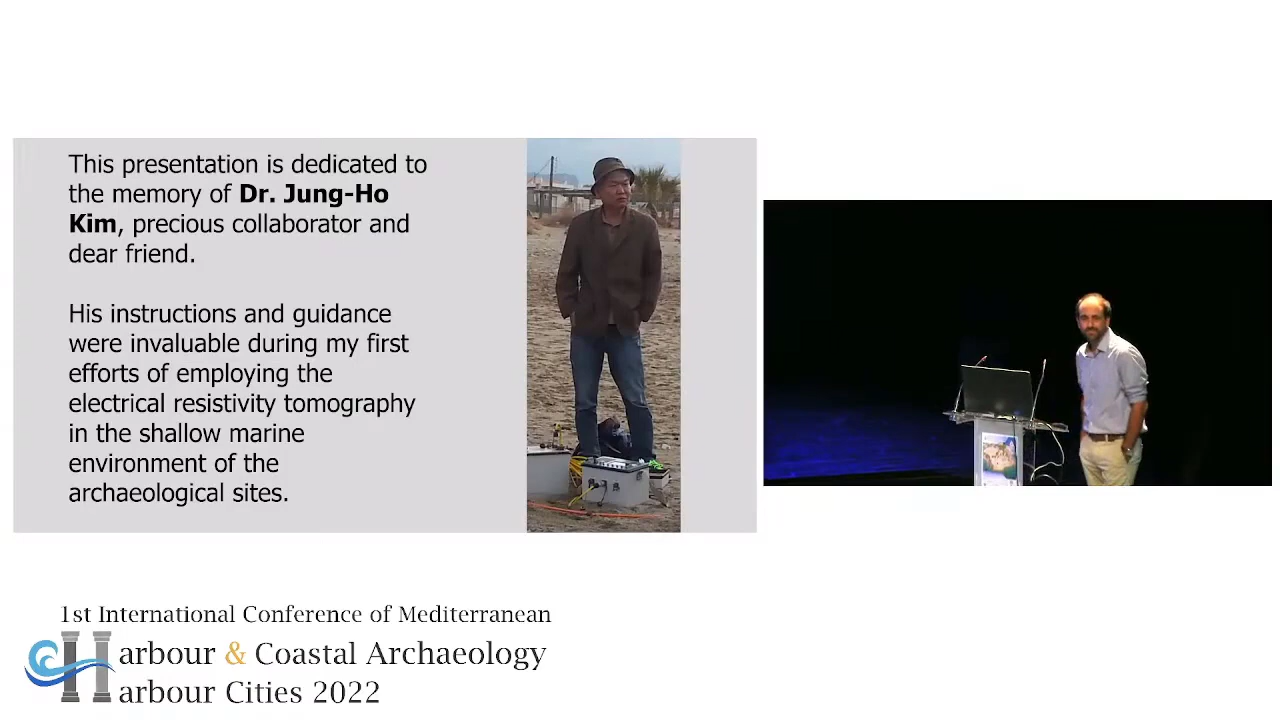 This presentation is dedicated to
the memory of Dr. Jung-Ho
Kim, precious collaborator and
dear friend.
His instructions and guidance
were invaluable during my first
efforts of employing the
electrical resistivity tomography
in the shallow marine
environment of the
archaeological sites.
1st International Conference of Mediterranean
Harbour & Coastal Archaeology
Harbour Cities 2022